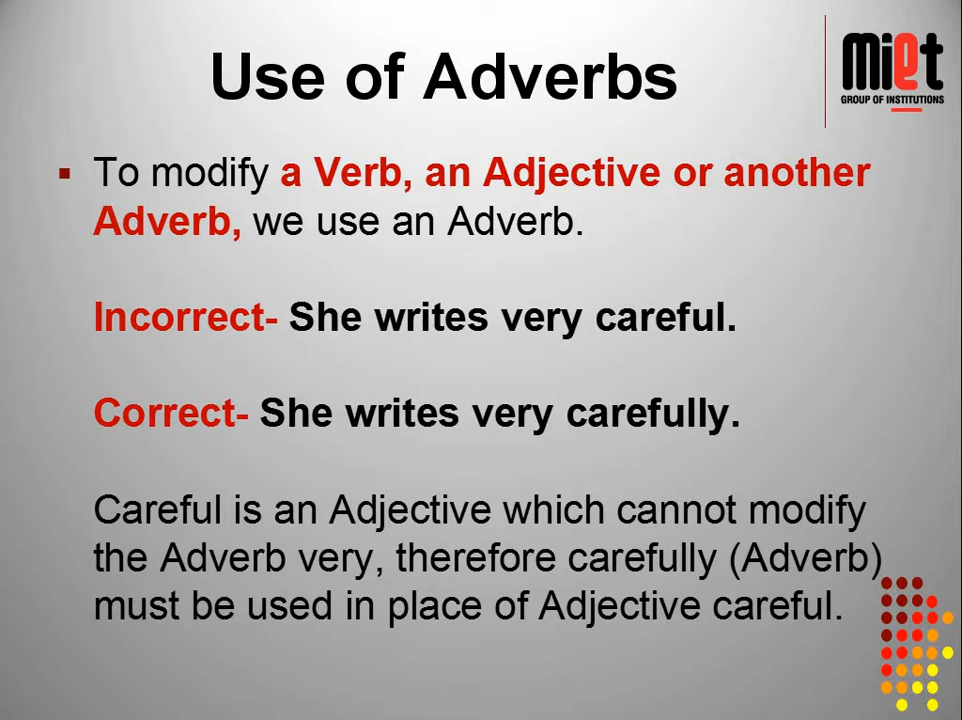 Use of Adverbs
miet
GROUP OF INSTITUTIONS
To modify a Verb, an Adjective or another
Adverb, we use an Adverb.
Incorrect- She writes very careful.
Correct- She writes very carefully.
Careful is an Adjective which cannot modify
the Adverb very, therefore carefully (Adverb)
must be used in place of Adjective careful.